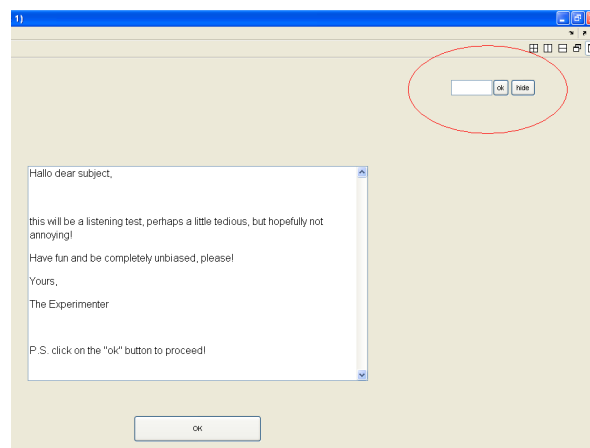 1)
ok hide
Hallo dear subject,
this will be a listening test, perhaps a little tedious, but hopefully not
annoying!
Have fun and be completely unbiased, please!
Yours,
The Experimenter
P.S. click on the "ok" button to proceed!
OK